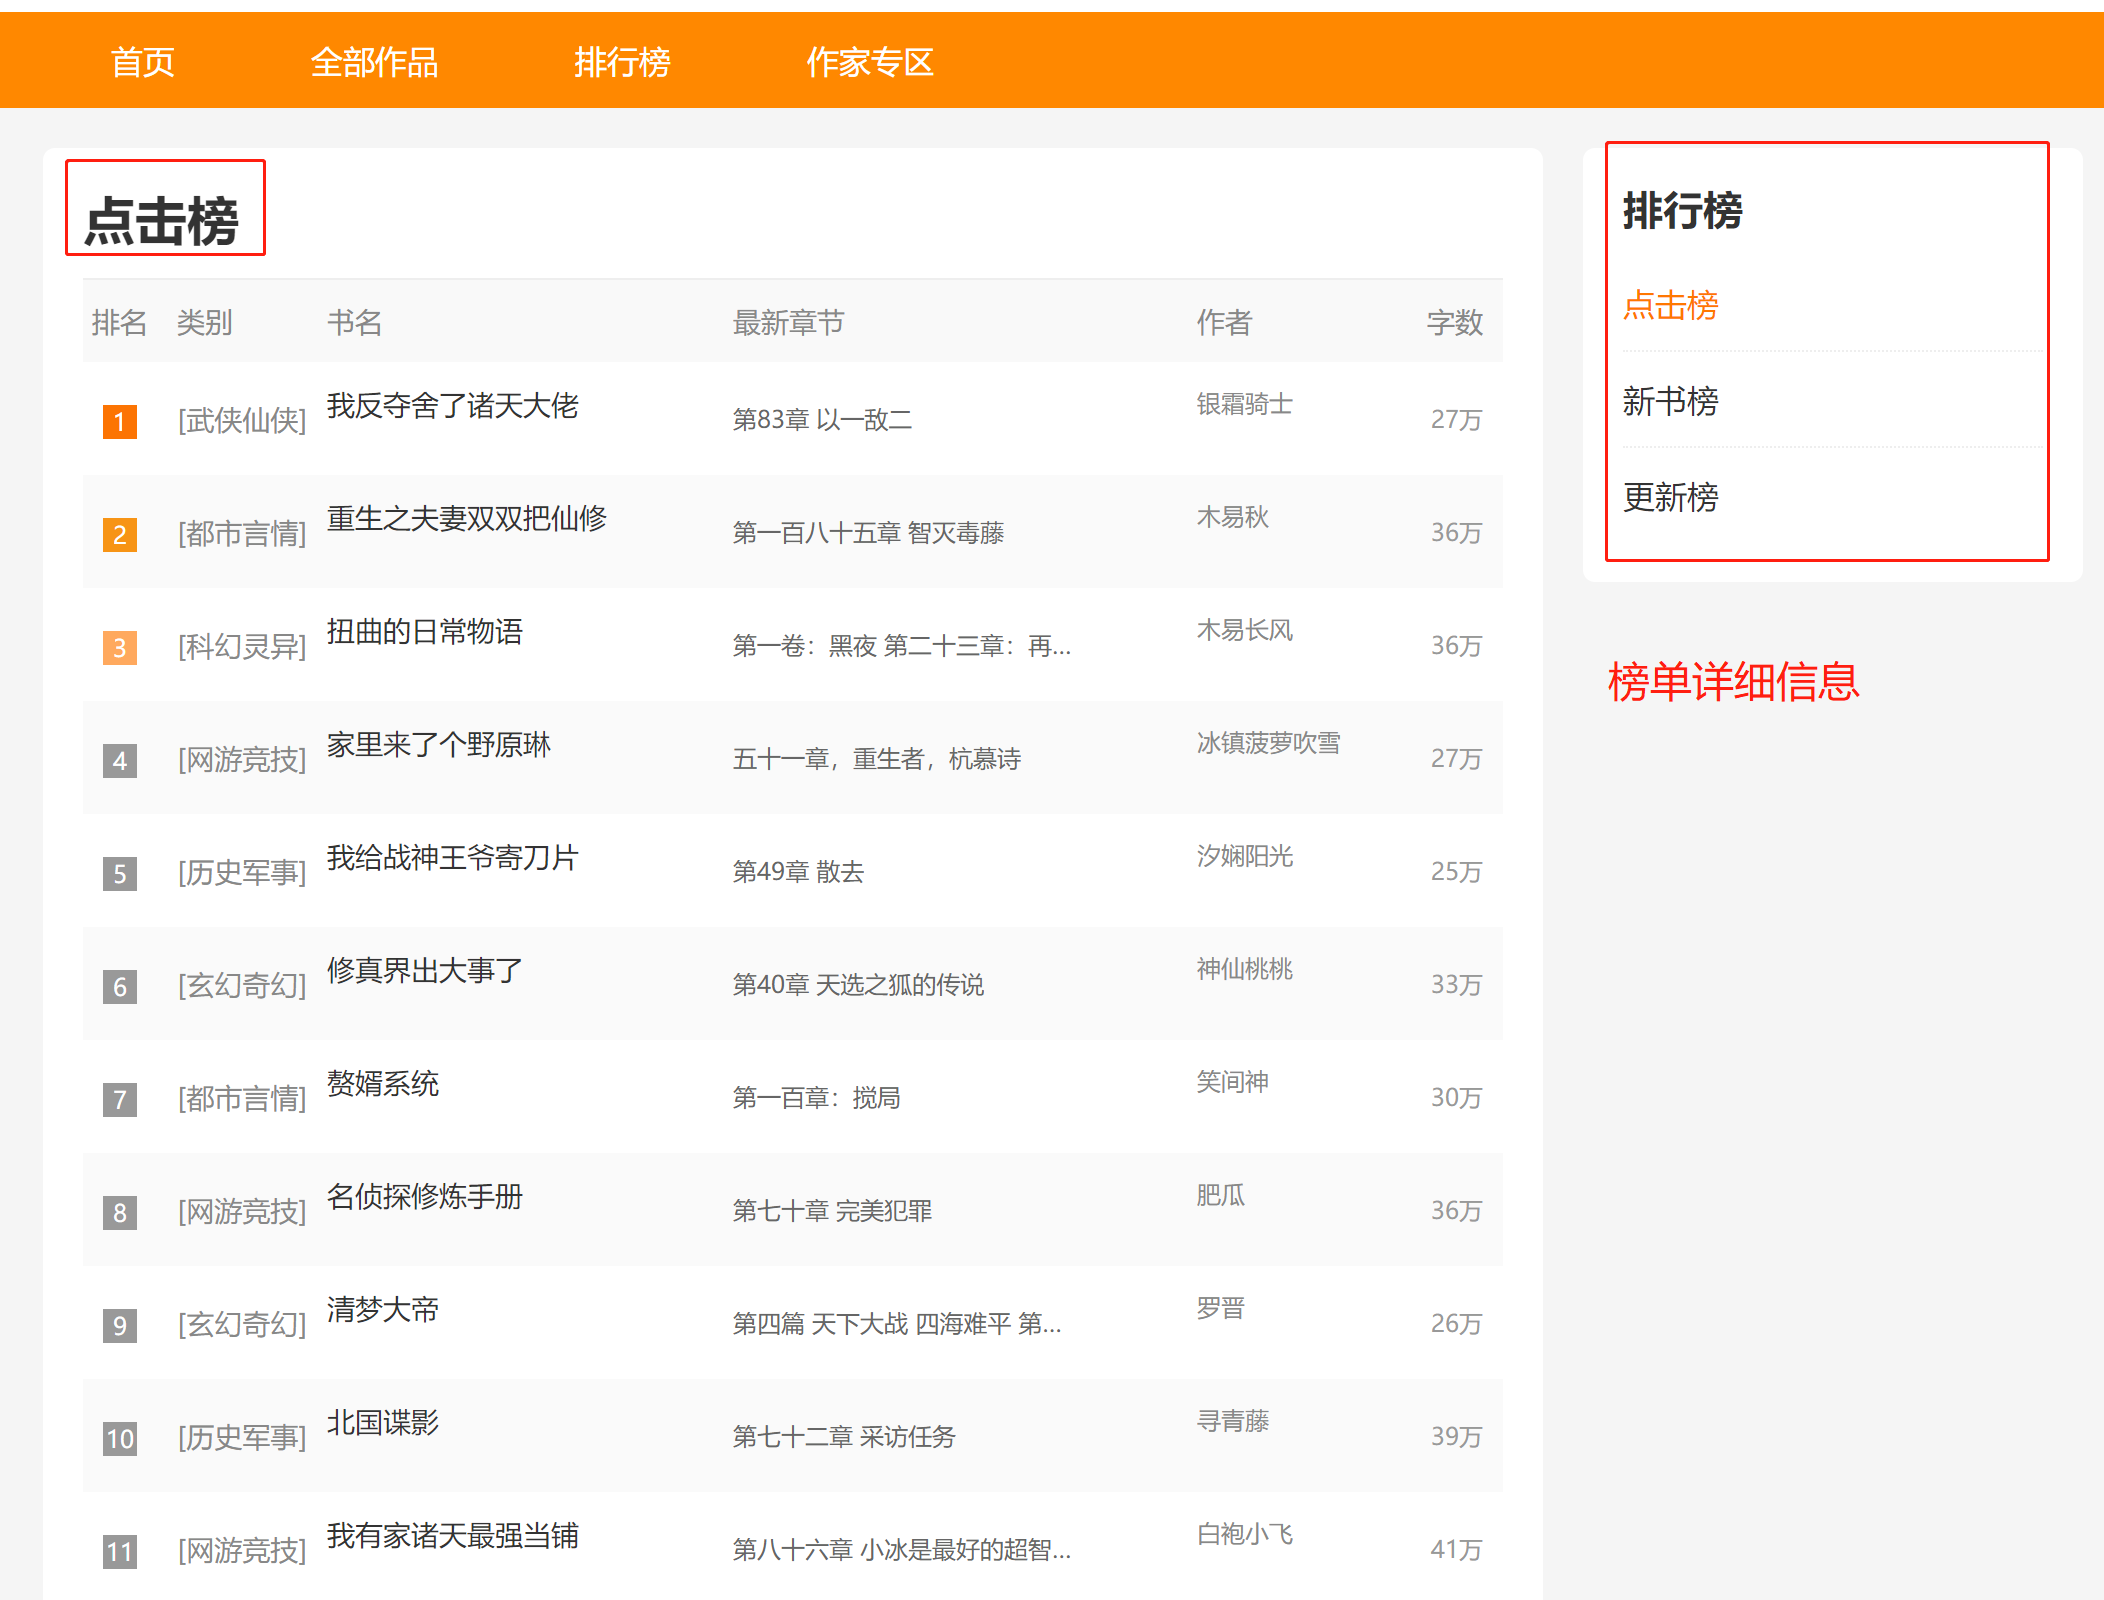 首页 全部作品 排行榜 作家专区
点击榜
排名 类别 书名 最新章节 作者 字数
1 [武侠仙侠] 我反夺舍了诸天大佬 第83章 以一敌二 银霜骑士 27万
2 [都市言情] 重生之夫妻双双把仙修 第一百八十五章 智灭毒藤 木易秋 36万
3 [科幻灵异] 扭曲的日常物语 第一卷：黑夜 第二十三章：再... 木易长风 36万
4 [网游竞技] 家里来了个野原琳 五十一章，重生者，杭慕诗 冰镇菠萝吹雪 27万
5 [历史军事] 我给战神王爷寄刀片 第49章 散去 汐娴阳光 25万
6 [玄幻奇幻] 修真界出大事了 第40章 天选之狐的传说 神仙桃桃 33万
7 [都市言情] 赘婿系统 第一百章：搅局 笑间神 30万
8 [网游竞技] 名侦探修炼手册 第七十章 完美犯罪 肥瓜 36万
9 [玄幻奇幻] 清梦大帝 第四篇 天下大战 四海难平 第... 罗晋 26万
10 [历史军事] 北国谍影 第七十二章 采访任务 寻青藤 39万
11 [网游竞技] 我有家诸天最强当铺 第八十六章 小冰是最好的超智... 白袍小飞 41万
排行榜
点击榜
新书榜
更新榜
榜单详细信息